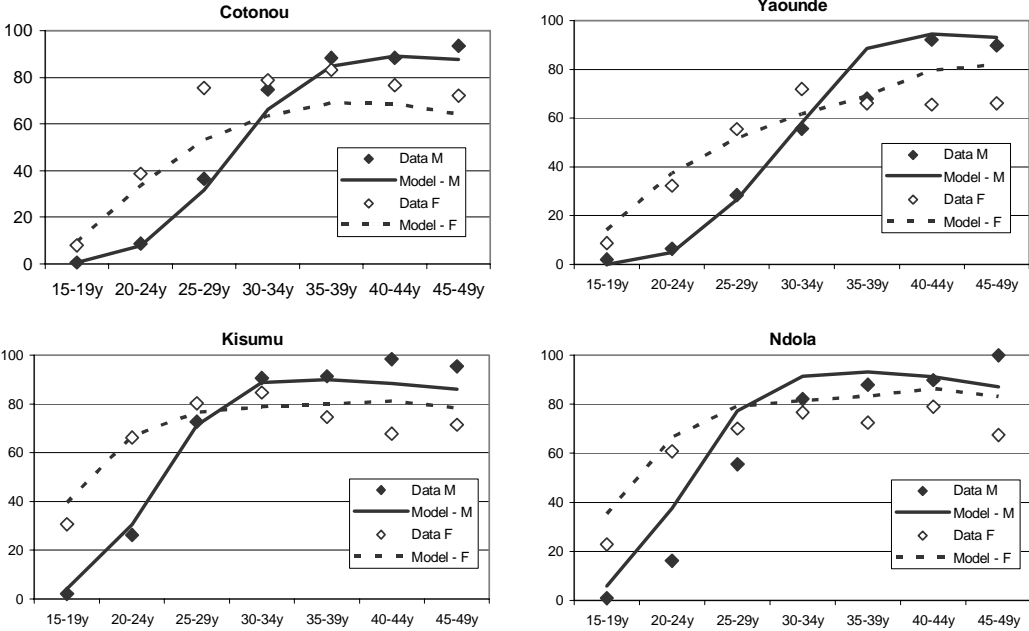 Cotonou
100
80
60
40
20
0
Data M
Model - M
Data F
Model - F
15-19y 20-24y 25-29y 30-34y 35-39y 40-44y 45-49y
Yaounde
100
80
60
40
20
0
Data M
Model - M
Data F
Model - F
15-19y 20-24y 25-29y 30-34y 35-39y 40-44y 45-49y
Kisumu
100
80
60
40
20
0
Data M
Model - M
Data F
Model - F
15-19y 20-24y 25-29y 30-34y 35-39y 40-44y 45-49y
Ndola
100
80
60
40
20
0
Data M
Model - M
Data F
Model - F
15-19y 20-24y 25-29y 30-34y 35-39y 40-44y 45-49y